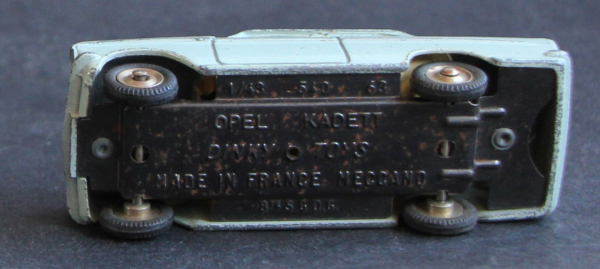 1/43 540 63
OPEL KADETT
DINKY TOYS
MADE IN FRANCE MECCANO
BTE S.G.D.G.